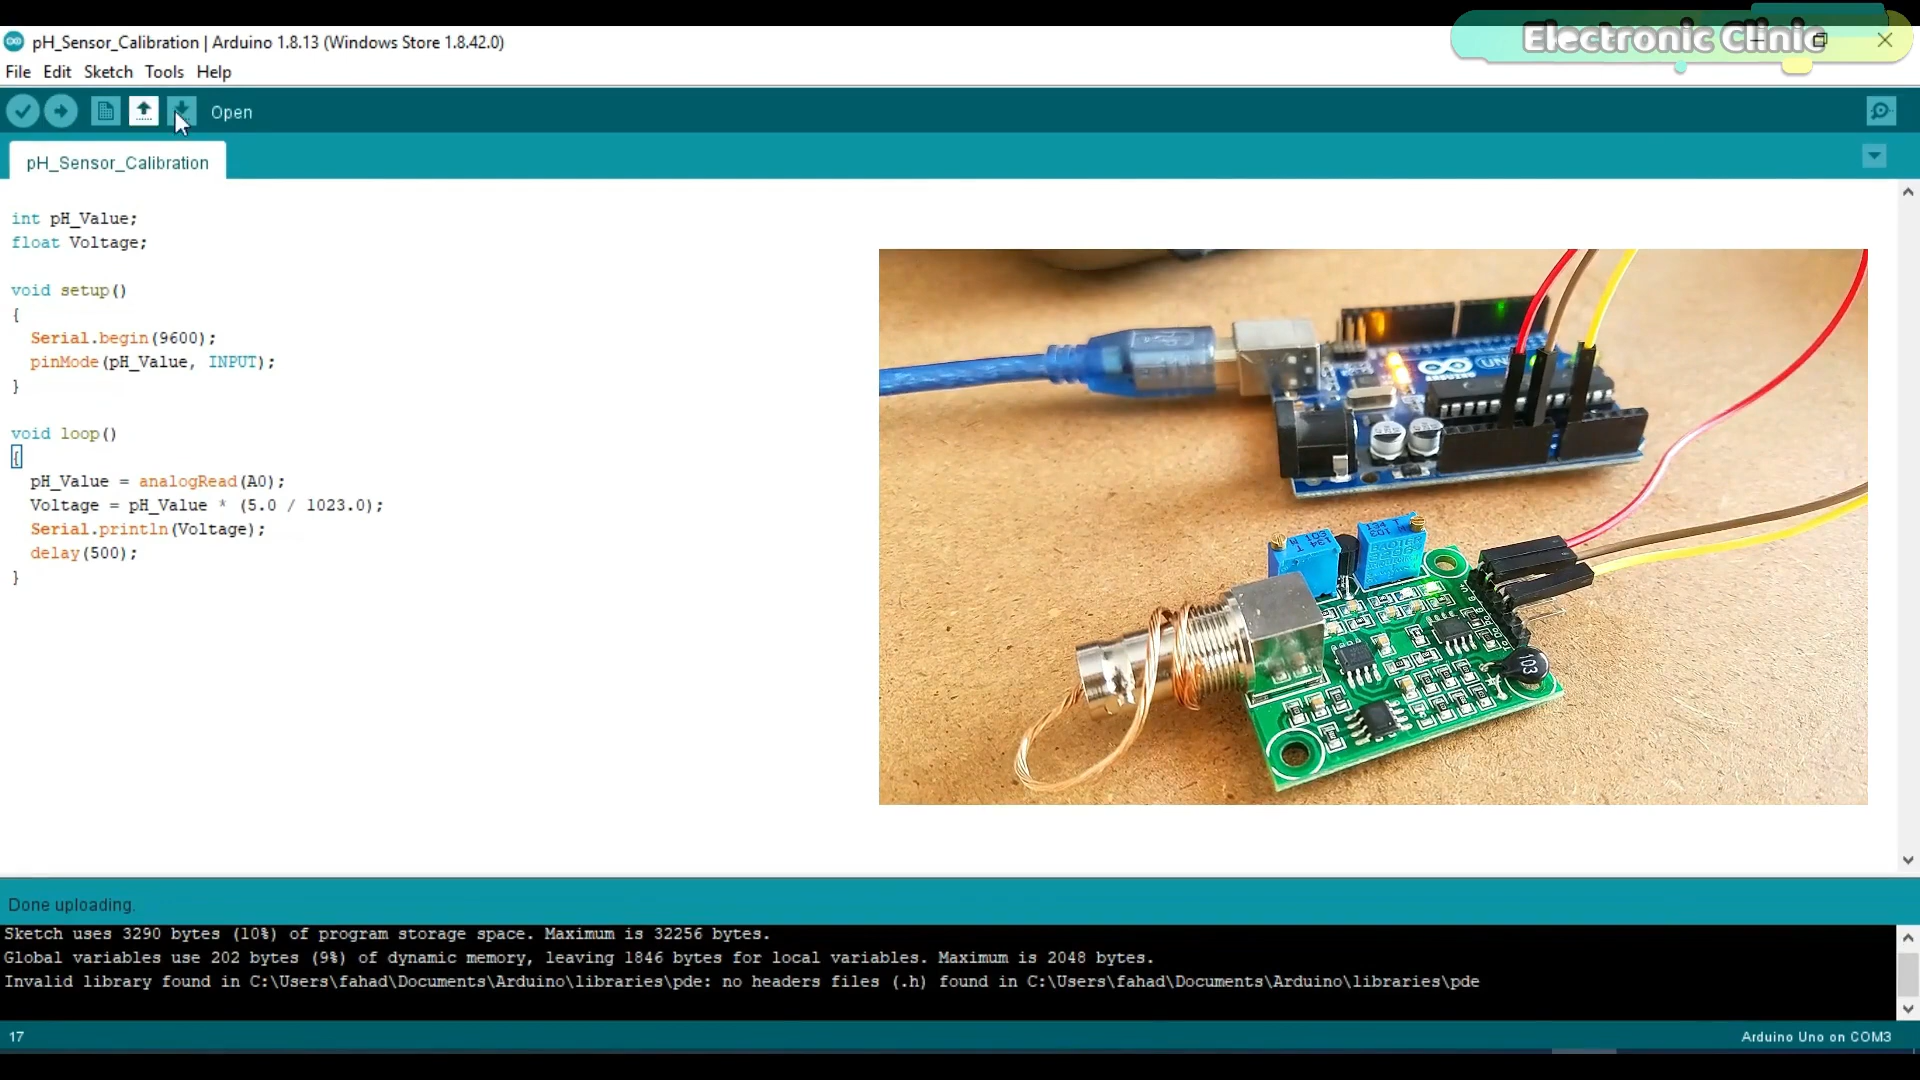 Electronic Clinic
pH_Sensor_Calibration | Arduino 1.8.13 (Windows Store 1.8.42.0)
File Edit Sketch Tools Help
Open
pH_Sensor_Calibration
int pH_Value;
float Voltage;
void setup()
{
Serial.begin(9600);
pinMode(pH_Value, INPUT);
}
void loop()
{
pH_Value = analogRead(A0);
Voltage = pH_Value * (5.0 / 1023.0);
Serial.println(Voltage);
delay(500);
}
103
Done uploading.
Sketch uses 3290 bytes (10%) of program storage space. Maximum is 32256 bytes.
Global variables use 202 bytes (9%) of dynamic memory, leaving 1846 bytes for local variables. Maximum is 2048 bytes.
Invalid library found in C:\Users\fahad\Documents\Arduino\libraries\pde: no headers files (.h) found in C:\Users\fahad\Documents\Arduino\libraries\pde
17
Arduino Uno on COM3